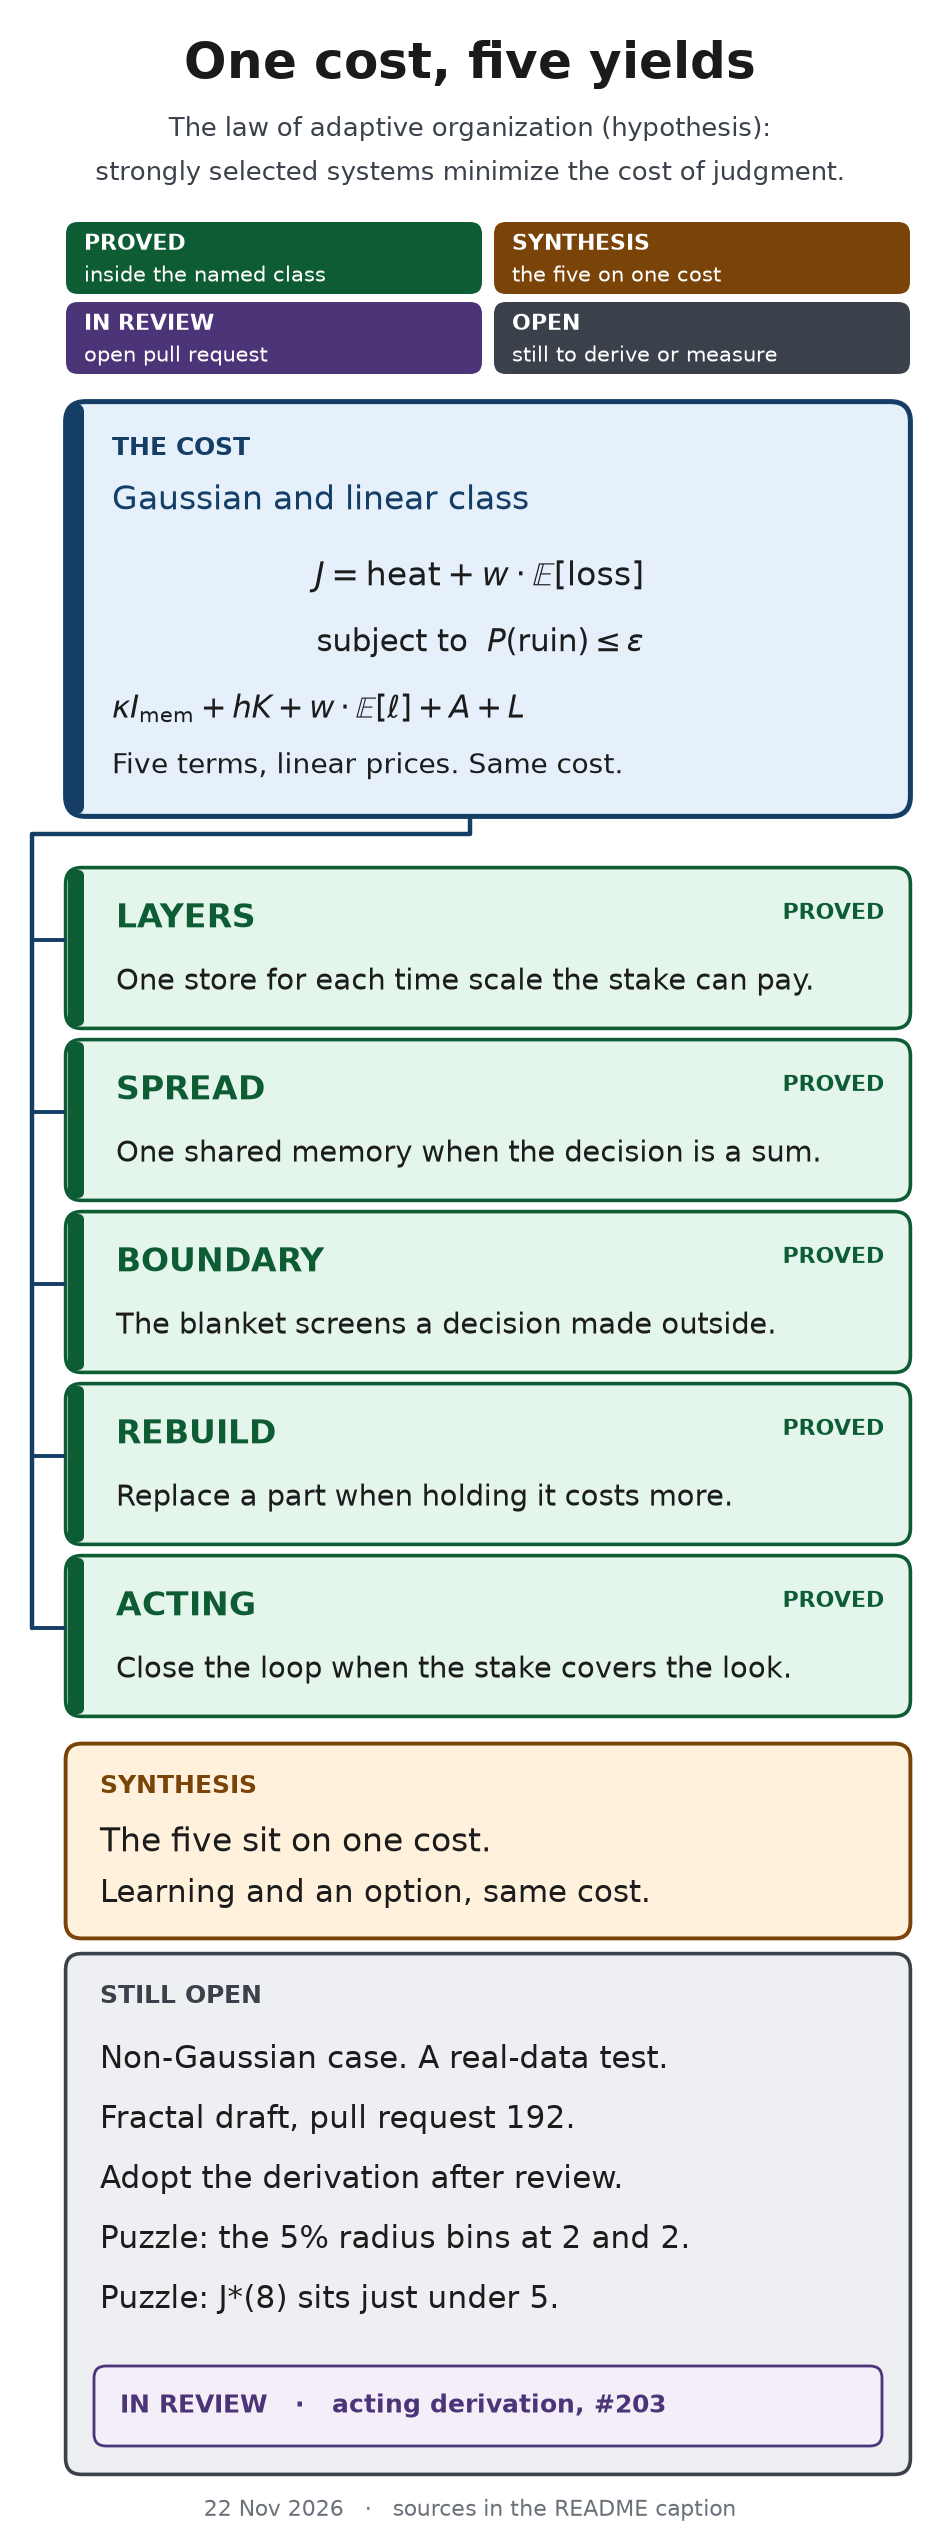 One cost, five yields
The law of adaptive organization (hypothesis):
strongly selected systems minimize the cost of judgment.
PROVED
inside the named class
SYNTHESIS
the five on one cost
IN REVIEW
open pull request
OPEN
still to derive or measure
THE COST
Gaussian and linear class
J = heat + w · 𝔼[loss]
subject to P(ruin) ≤ ε
κI_mem + hK + w · 𝔼[ℓ] + A + L
Five terms, linear prices. Same cost.
LAYERS
PROVED
One store for each time scale the stake can pay.
SPREAD
PROVED
One shared memory when the decision is a sum.
BOUNDARY
PROVED
The blanket screens a decision made outside.
REBUILD
PROVED
Replace a part when holding it costs more.
ACTING
PROVED
Close the loop when the stake covers the look.
SYNTHESIS
The five sit on one cost.
Learning and an option, same cost.
STILL OPEN
Non-Gaussian case. A real-data test.
Fractal draft, pull request 192.
Adopt the derivation after review.
Puzzle: the 5% radius bins at 2 and 2.
Puzzle: J*(8) sits just under 5.
IN REVIEW · acting derivation, #203
22 Nov 2026 · sources in the README caption